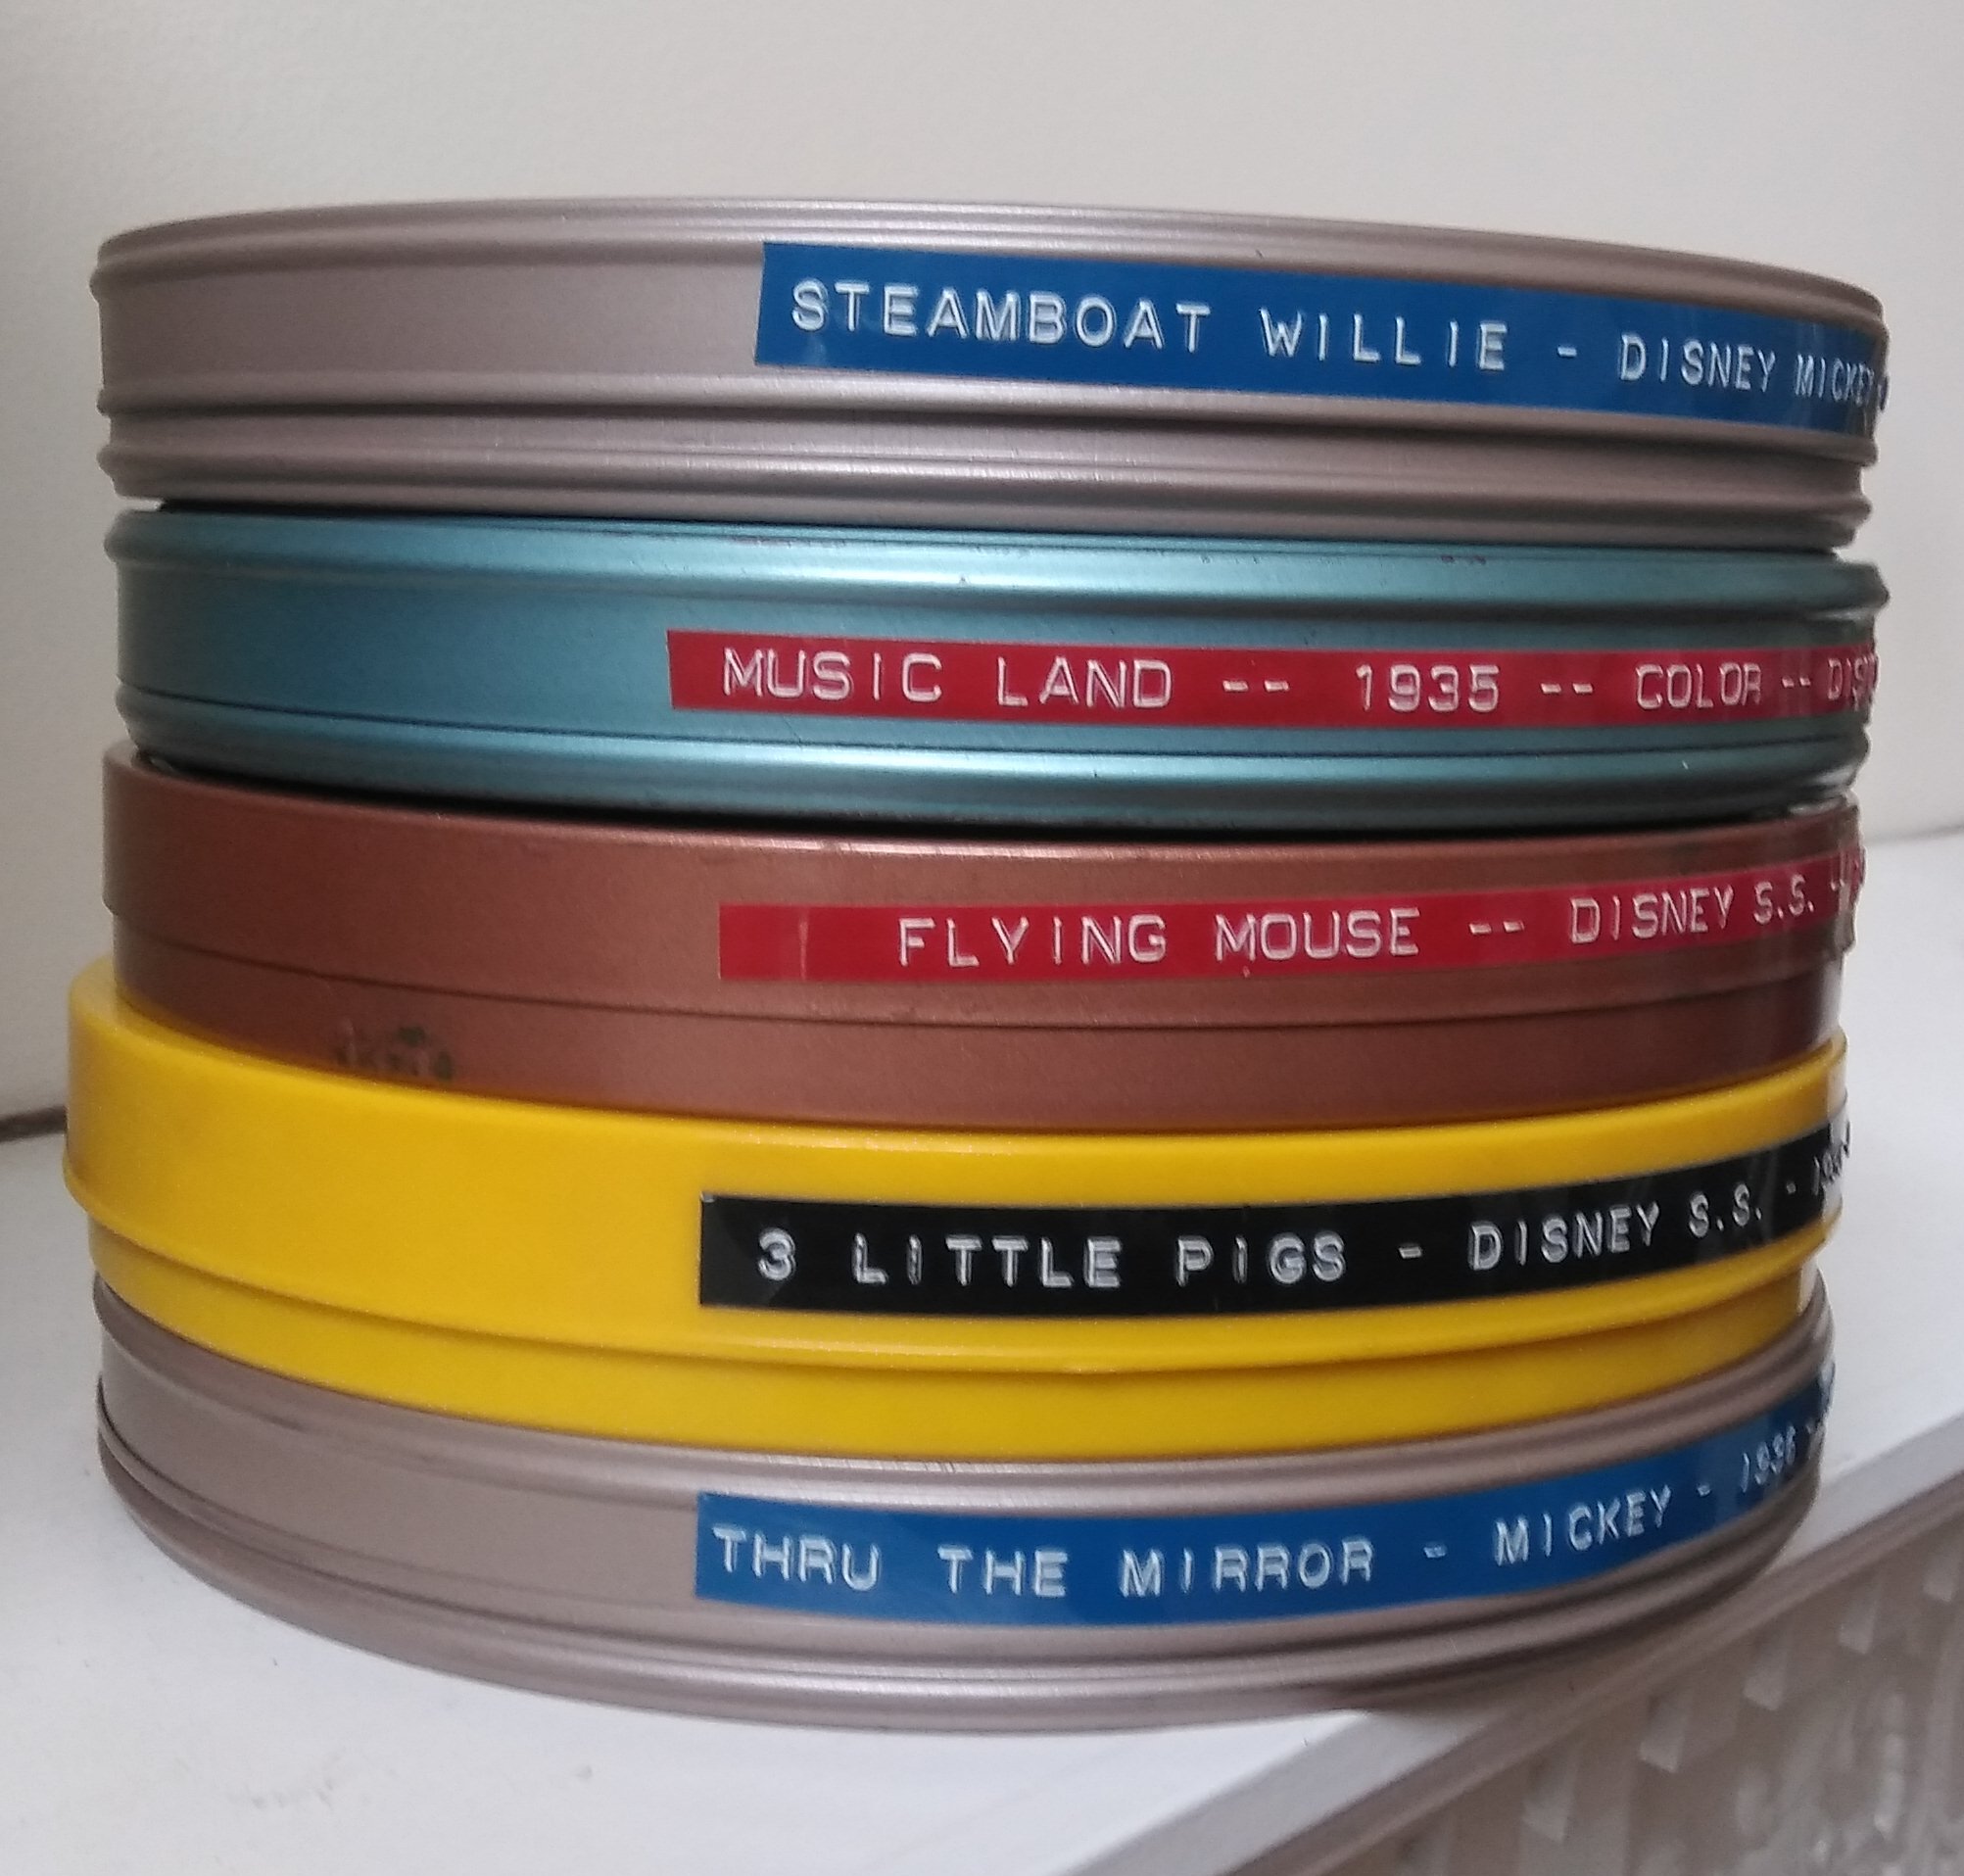 STEAMBOAT WILLIE - DISNEY MICKEY
MUSIC LAND -- 1935 -- COLOR --
FLYING MOUSE -- DISNEY S.S.
3 LITTLE PIGS - DISNEY S.S. -
THRU THE MIRROR - MICKEY - 1936 -